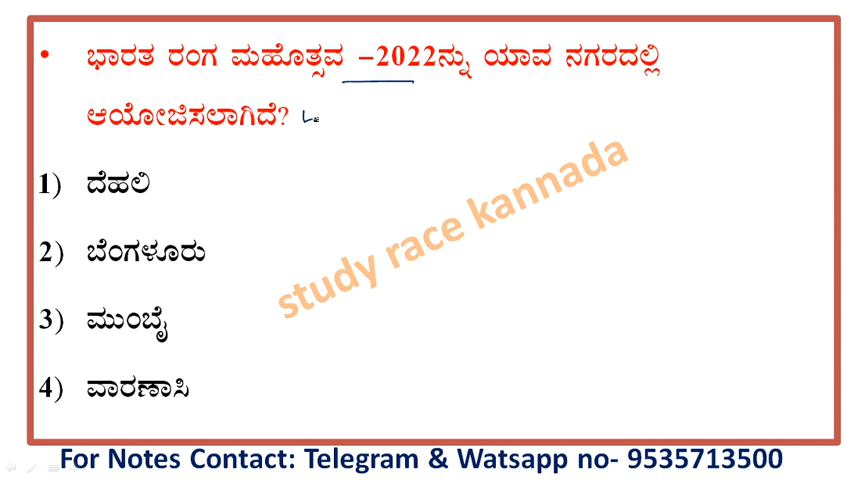 • ಭಾರತ ರಂಗ ಮಹೊತ್ಸವ –2022ನ್ನು ಯಾವ ನಗರದಲ್ಲಿ
ಆಯೋಜಿಸಲಾಗಿದೆ?
1) ದೆಹಲಿ
2) ಬೆಂಗಳೂರು
3) ಮುಂಬೈ
4) ವಾರಣಾಸಿ
study race kannada
For Notes Contact: Telegram & Watsapp no- 9535713500